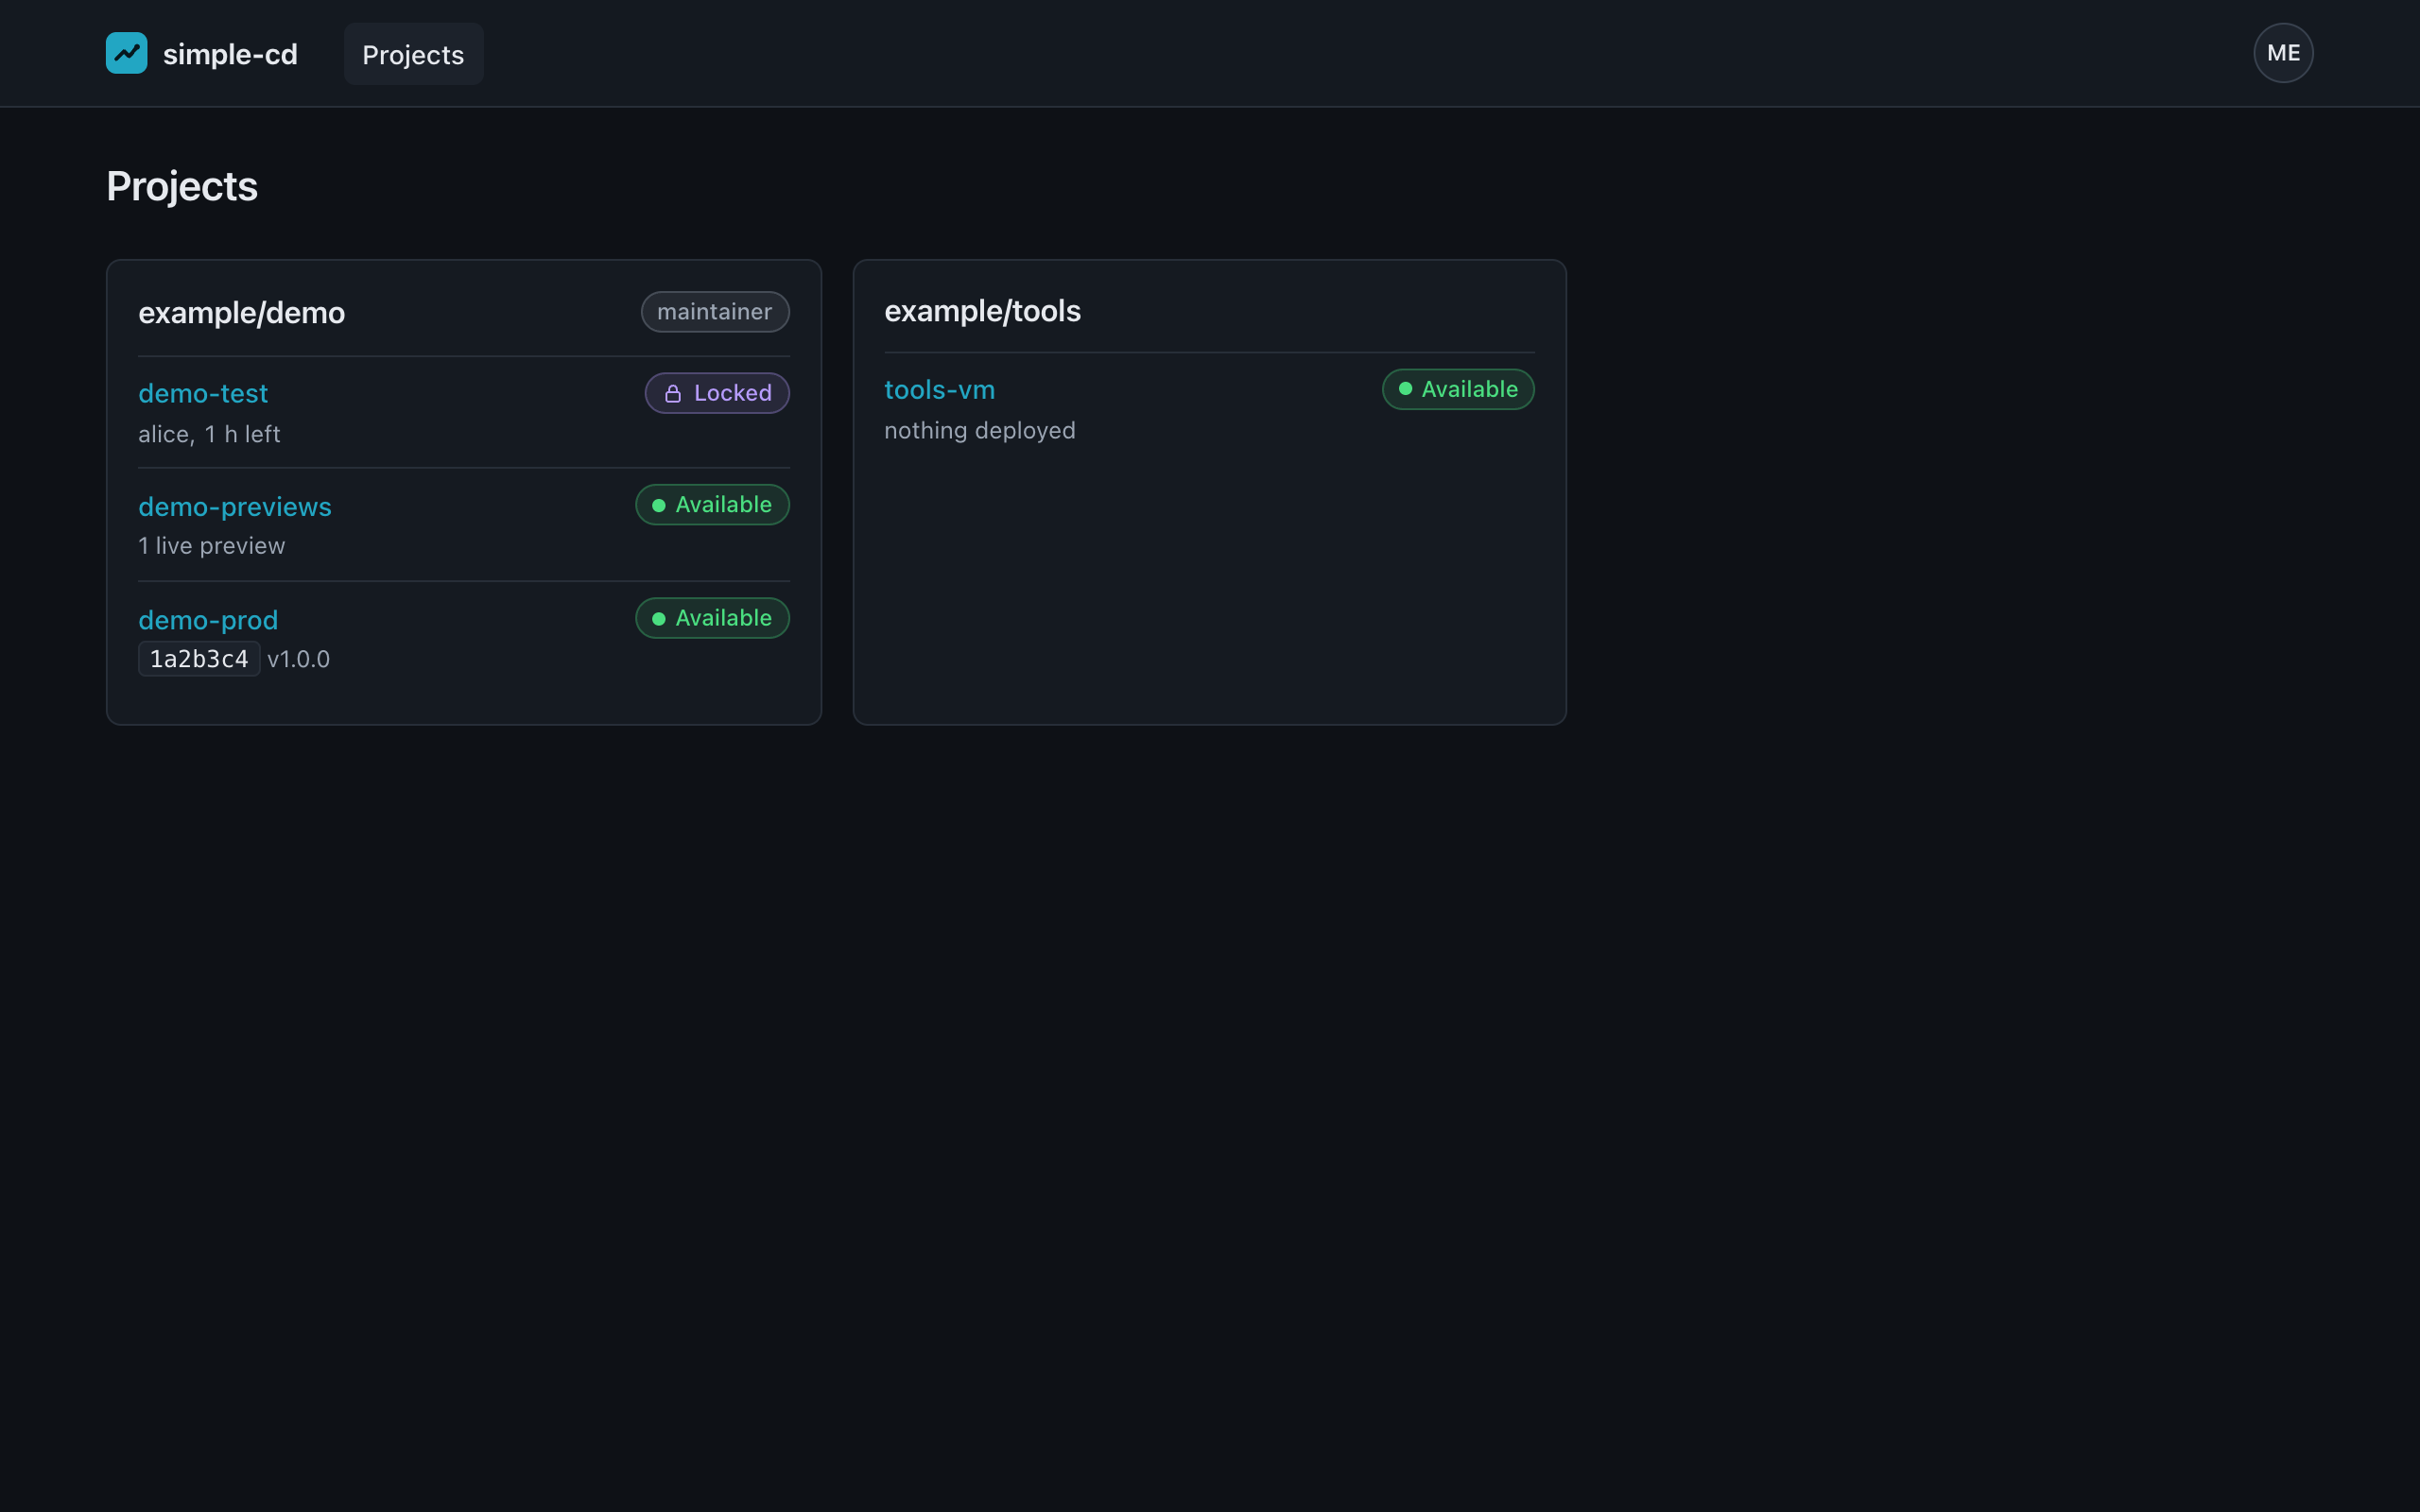 simple-cd
Projects
ME
Projects
example/demo
maintainer
demo-test
Locked
alice, 1 h left
demo-previews
Available
1 live preview
demo-prod
Available
1a2b3c4 v1.0.0
example/tools
tools-vm
Available
nothing deployed